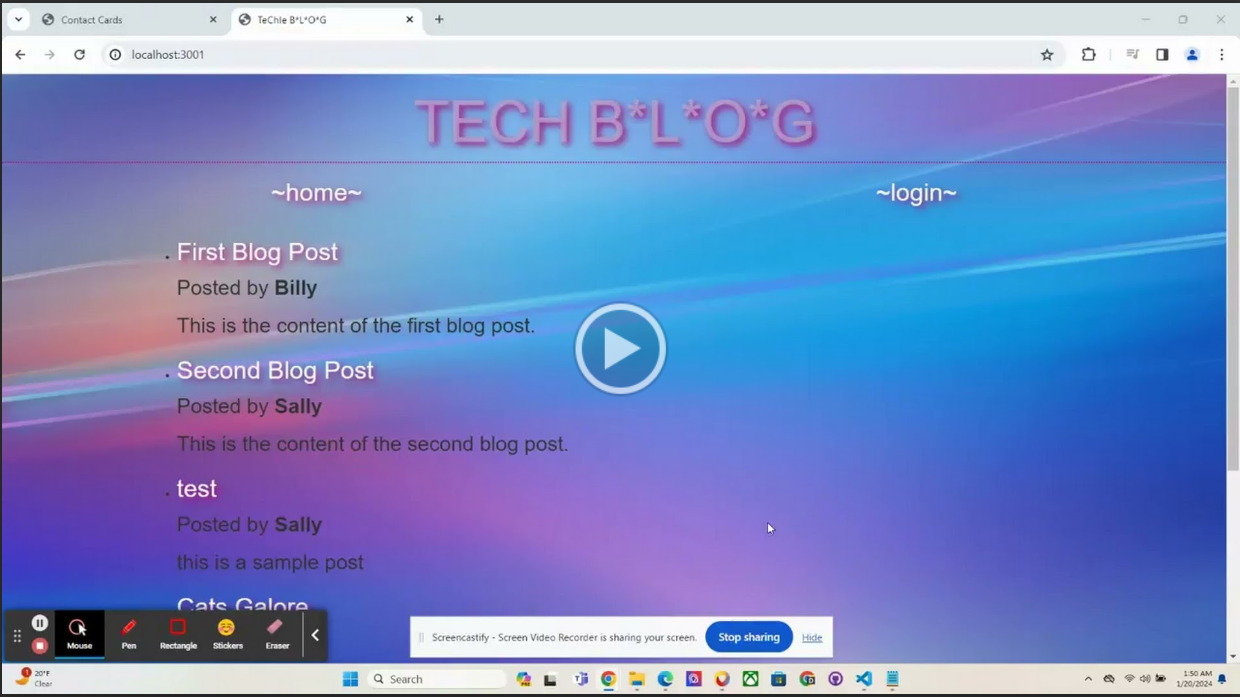 Contact Cards
TeChIe B*L*O*G
localhost:3001
TECH B*L*O*G
~home~
~login~
First Blog Post
Posted by Billy
This is the content of the first blog post.
Second Blog Post
Posted by Sally
This is the content of the second blog post.
test
Posted by Sally
this is a sample post
Cats Galore
Mouse
Pen
Rectangle
Stickers
Eraser
Screencastify - Screen Video Recorder is sharing your screen.
Stop sharing
Hide
1
20°F
Clear
Search
1:50 AM
1/20/2024